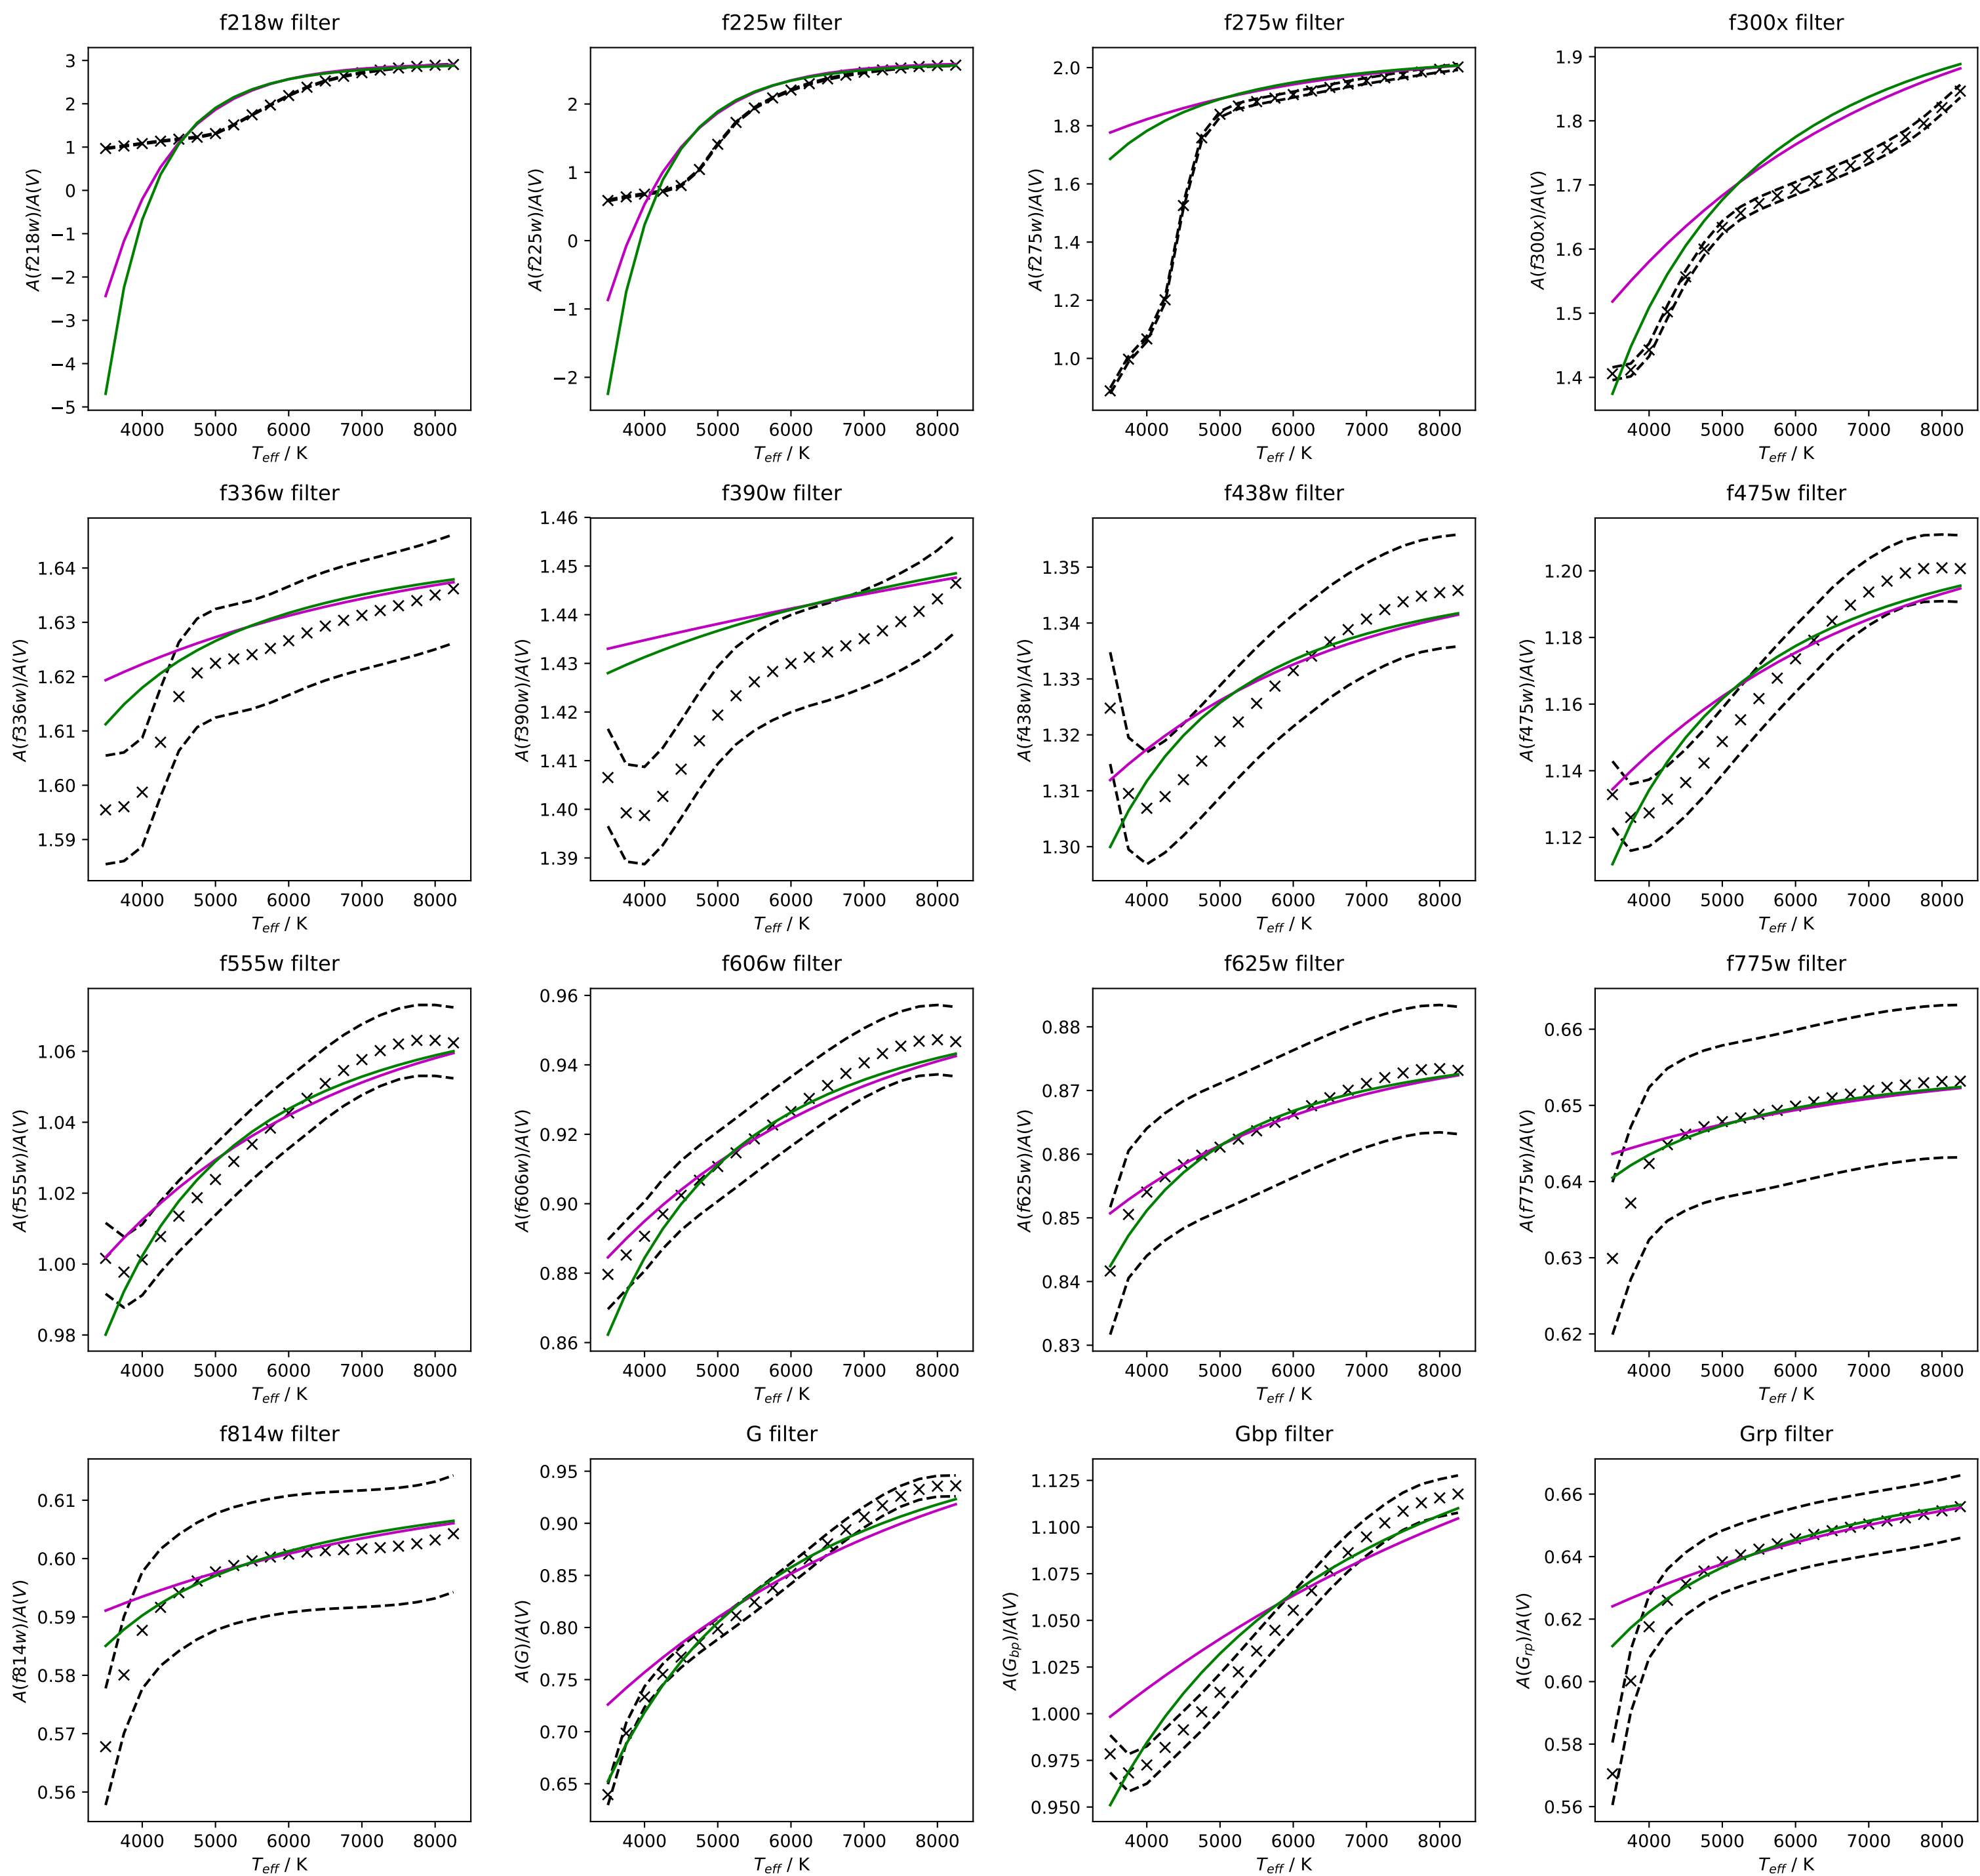 f218w filter
f225w filter
f275w filter
f300x filter
3
2
1
0
−1
−2
−3
−4
−5
A(f218w)/A(V)
4000 5000 6000 7000 8000
T_eff / K
2
1
0
−1
−2
A(f225w)/A(V)
4000 5000 6000 7000 8000
T_eff / K
2.0
1.8
1.6
1.4
1.2
1.0
A(f275w)/A(V)
4000 5000 6000 7000 8000
T_eff / K
1.9
1.8
1.7
1.6
1.5
1.4
A(f300x)/A(V)
4000 5000 6000 7000 8000
T_eff / K
f336w filter
f390w filter
f438w filter
f475w filter
1.64
1.63
1.62
1.61
1.60
1.59
A(f336w)/A(V)
4000 5000 6000 7000 8000
T_eff / K
1.46
1.45
1.44
1.43
1.42
1.41
1.40
1.39
A(f390w)/A(V)
4000 5000 6000 7000 8000
T_eff / K
1.35
1.34
1.33
1.32
1.31
1.30
A(f438w)/A(V)
4000 5000 6000 7000 8000
T_eff / K
1.20
1.18
1.16
1.14
1.12
A(f475w)/A(V)
4000 5000 6000 7000 8000
T_eff / K
f555w filter
f606w filter
f625w filter
f775w filter
1.06
1.04
1.02
1.00
0.98
A(f555w)/A(V)
4000 5000 6000 7000 8000
T_eff / K
0.96
0.94
0.92
0.90
0.88
0.86
A(f606w)/A(V)
4000 5000 6000 7000 8000
T_eff / K
0.88
0.87
0.86
0.85
0.84
0.83
A(f625w)/A(V)
4000 5000 6000 7000 8000
T_eff / K
0.66
0.65
0.64
0.63
0.62
A(f775w)/A(V)
4000 5000 6000 7000 8000
T_eff / K
f814w filter
G filter
Gbp filter
Grp filter
0.61
0.60
0.59
0.58
0.57
0.56
A(f814w)/A(V)
4000 5000 6000 7000 8000
T_eff / K
0.95
0.90
0.85
0.80
0.75
0.70
0.65
A(G)/A(V)
4000 5000 6000 7000 8000
T_eff / K
1.125
1.100
1.075
1.050
1.025
1.000
0.975
0.950
A(G_bp)/A(V)
4000 5000 6000 7000 8000
T_eff / K
0.66
0.64
0.62
0.60
0.58
0.56
A(G_rp)/A(V)
4000 5000 6000 7000 8000
T_eff / K